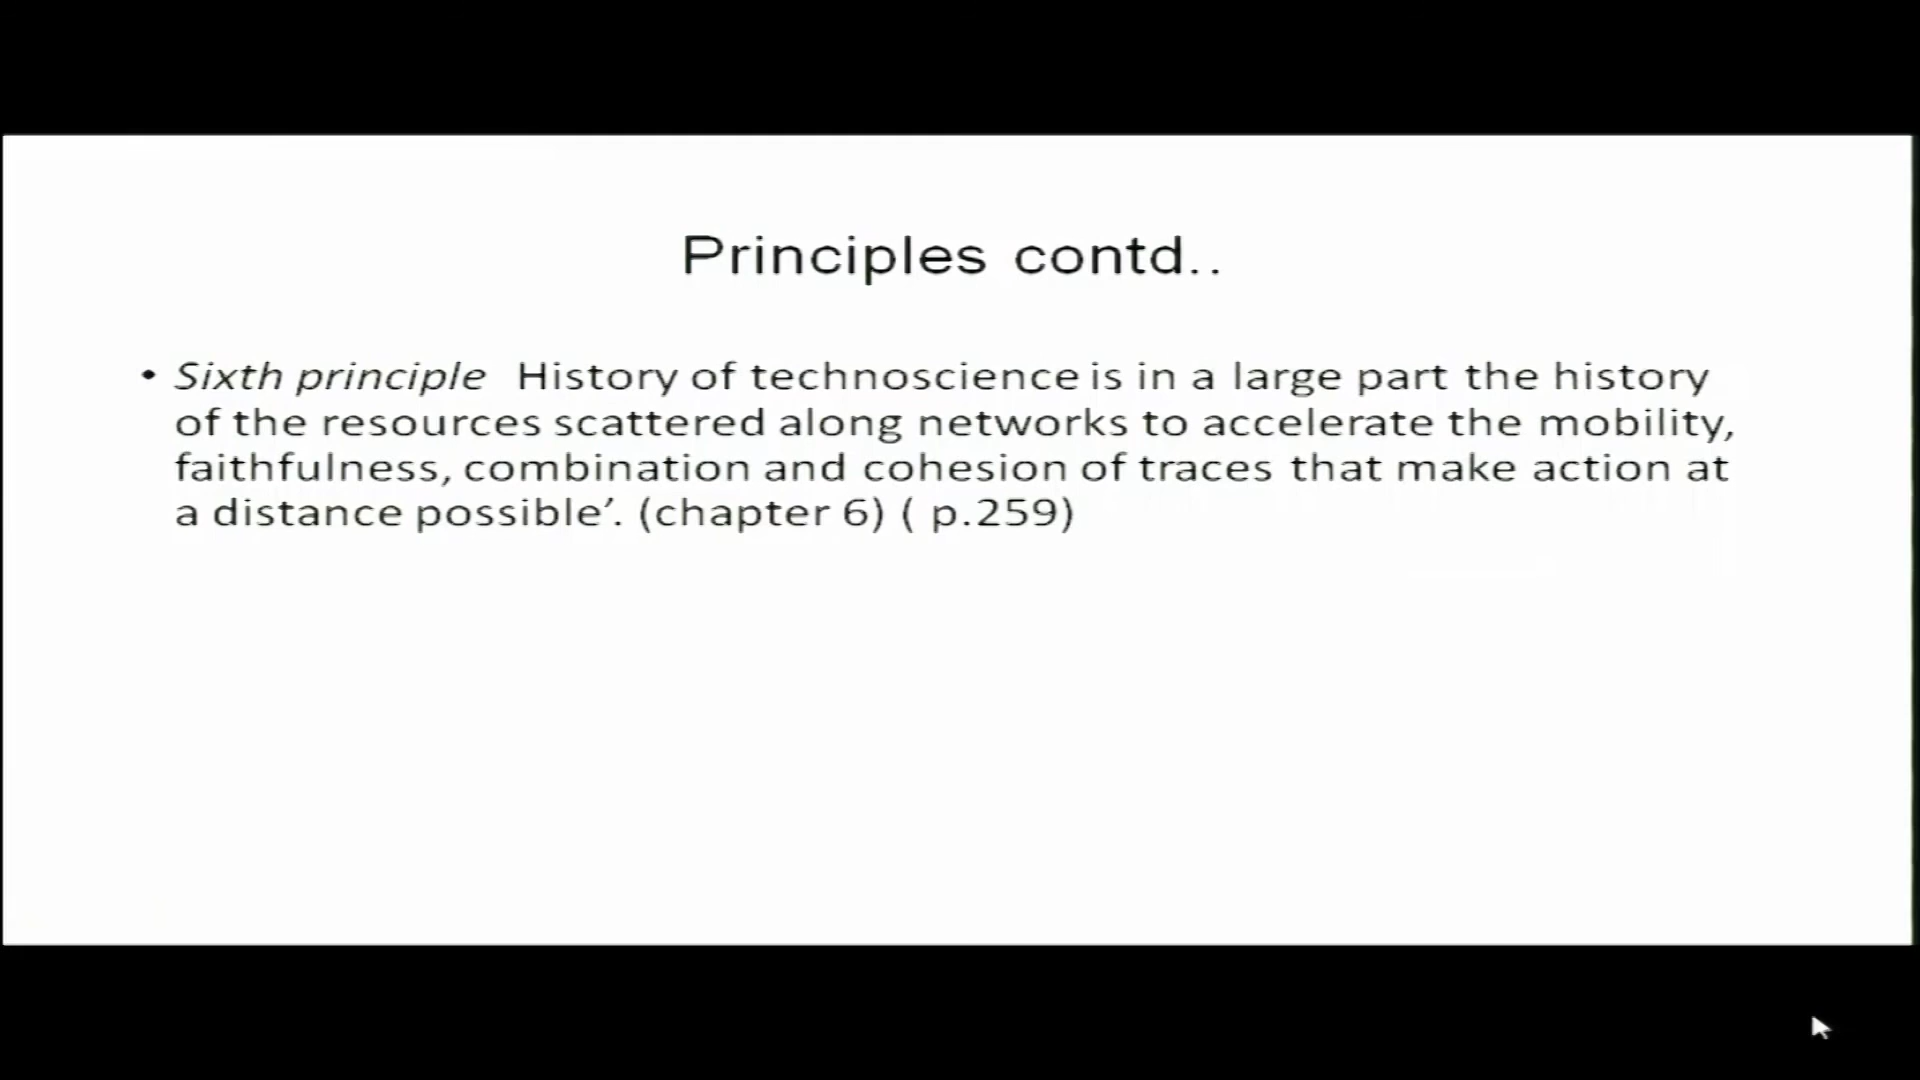 Principles contd..
• Sixth principle History of technoscience is in a large part the history
of the resources scattered along networks to accelerate the mobility,
faithfulness, combination and cohesion of traces that make action at
a distance possible’. (chapter 6) ( p.259)